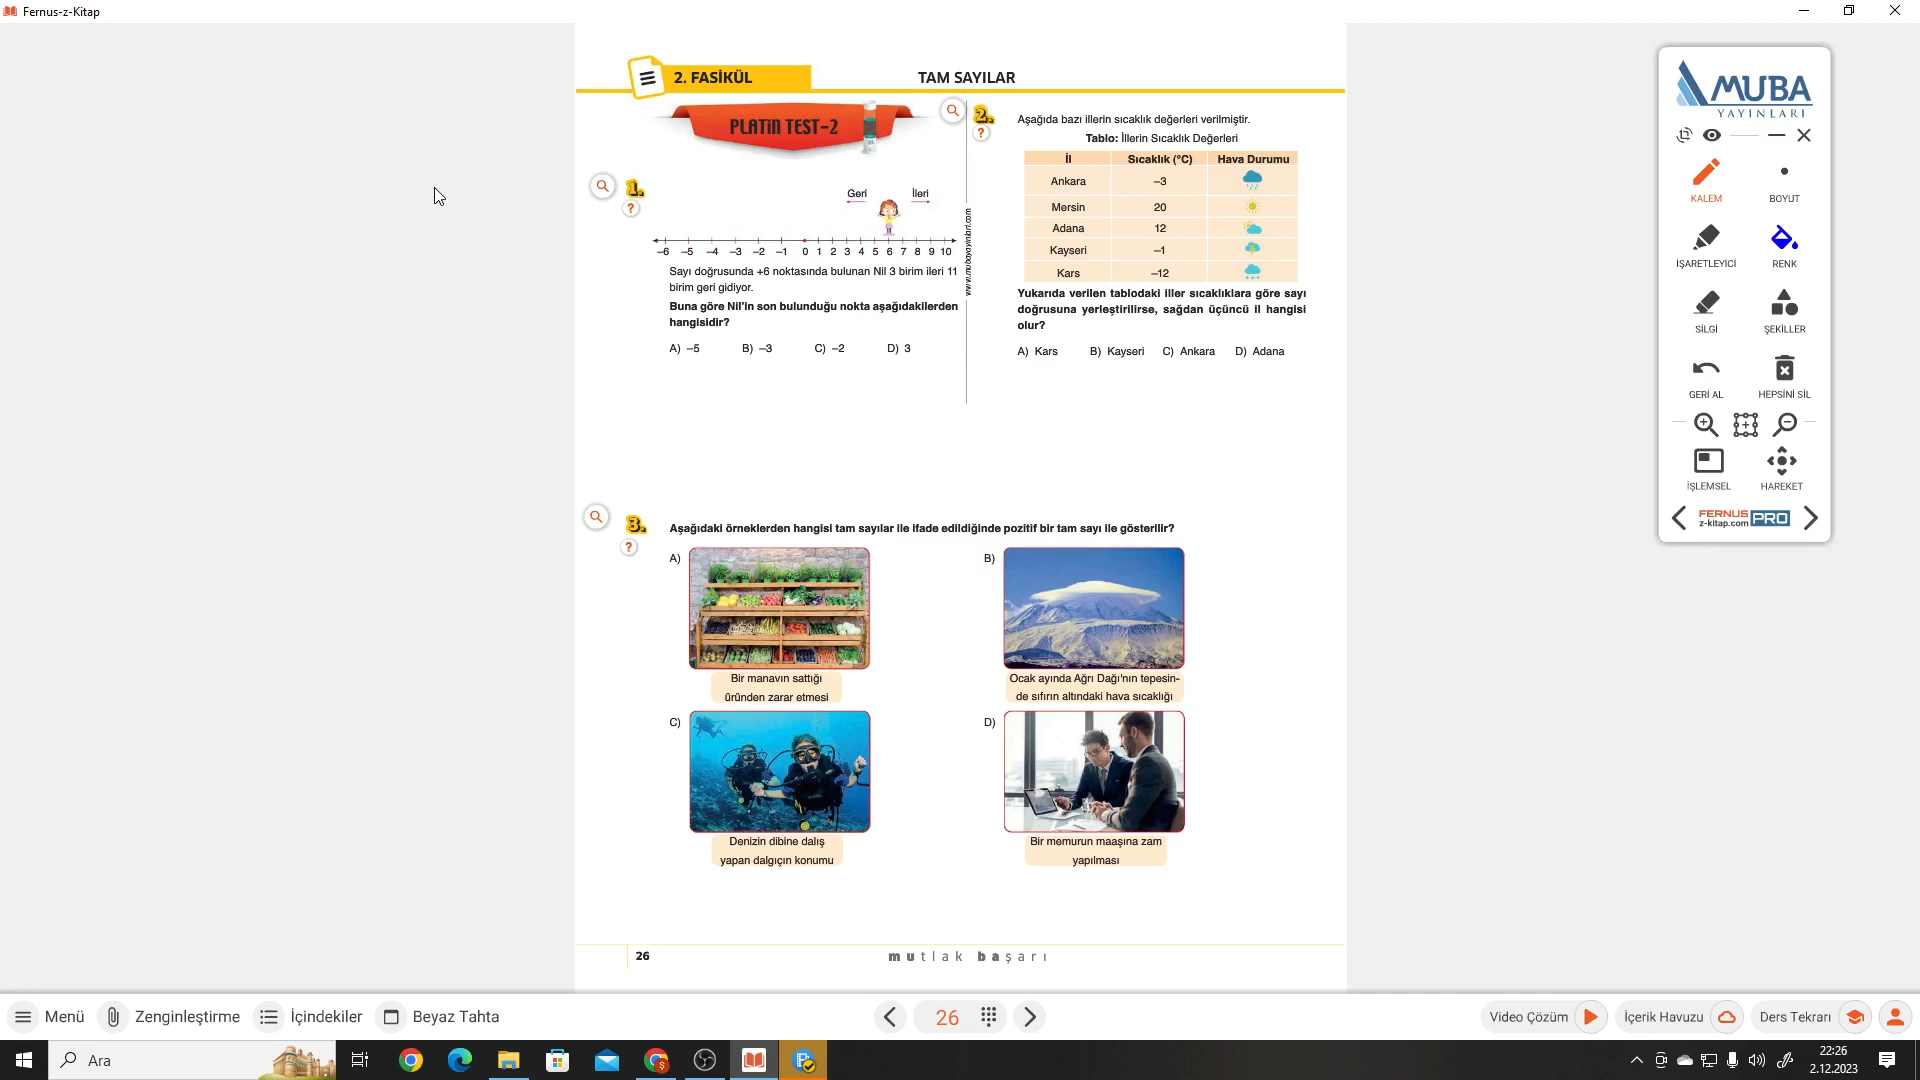 Fernus-z-Kitap
2. FASİKÜL
TAM SAYILAR
PLATİN TEST-2
1.
?
Geri İleri
–6 –5 –4 –3 –2 –1 0 1 2 3 4 5 6 7 8 9 10
Sayı doğrusunda +6 noktasında bulunan Nil 3 birim ileri 11
birim geri gidiyor.
Buna göre Nil'in son bulunduğu nokta aşağıdakilerden
hangisidir?
A) –5 B) –3 C) –2 D) 3
www.mubayayinlari.com
2.
?
Aşağıda bazı illerin sıcaklık değerleri verilmiştir.
Tablo: İllerin Sıcaklık Değerleri
İl Sıcaklık (°C) Hava Durumu
Ankara –3
Mersin 20
Adana 12
Kayseri –1
Kars –12
Yukarıda verilen tablodaki iller sıcaklıklara göre sayı
doğrusuna yerleştirilirse, sağdan üçüncü il hangisi
olur?
A) Kars B) Kayseri C) Ankara D) Adana
3.
?
Aşağıdaki örneklerden hangisi tam sayılar ile ifade edildiğinde pozitif bir tam sayı ile gösterilir?
A)
Bir manavın sattığı
üründen zarar etmesi
B)
Ocak ayında Ağrı Dağı'nın tepesin-
de sıfırın altındaki hava sıcaklığı
C)
Denizin dibine dalış
yapan dalgıçın konumu
D)
Bir memurun maaşına zam
yapılması
26
mutlak başarı
MUBA
YAYINLARI
KALEM BOYUT
İŞARETLEYİCİ RENK
SİLGİ ŞEKİLLER
GERİ AL HEPSİNİ SİL
İŞLEMSEL HAREKET
FERNUS
z-kitap.com PRO
Menü Zenginleştirme İçindekiler Beyaz Tahta
26
Video Çözüm İçerik Havuzu Ders Tekrarı
Ara
22:26
2.12.2023